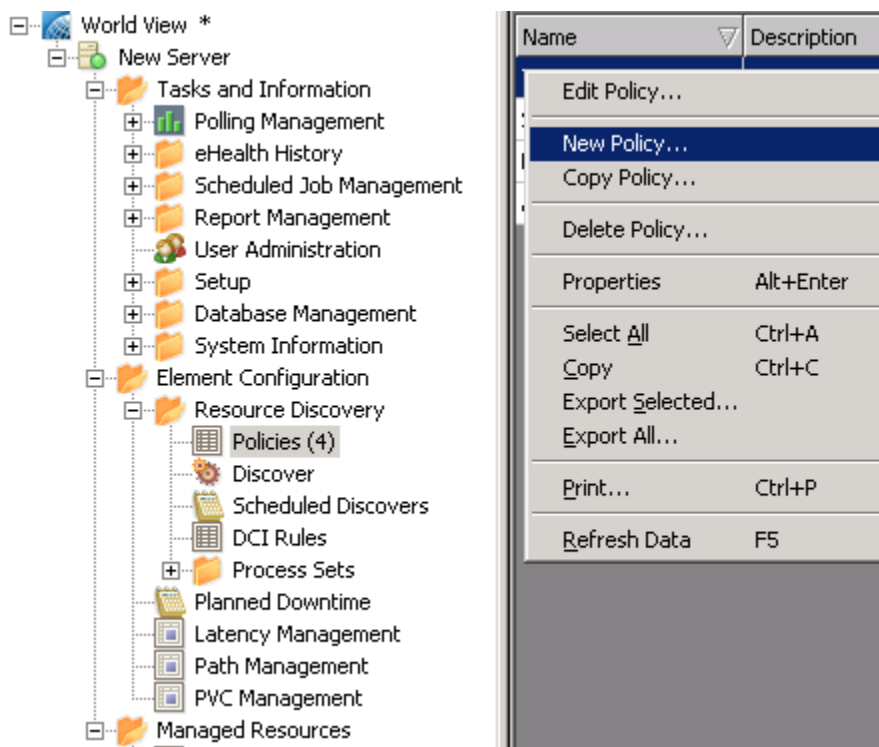 World View *
New Server
Tasks and Information
Polling Management
eHealth History
Scheduled Job Management
Report Management
User Administration
Setup
Database Management
System Information
Element Configuration
Resource Discovery
Policies (4)
Discover
Scheduled Discovers
DCI Rules
Process Sets
Planned Downtime
Latency Management
Path Management
PVC Management
Managed Resources
Name Description
Edit Policy...
New Policy...
Copy Policy...
Delete Policy...
Properties Alt+Enter
Select All Ctrl+A
Copy Ctrl+C
Export Selected...
Export All...
Print... Ctrl+P
Refresh Data F5